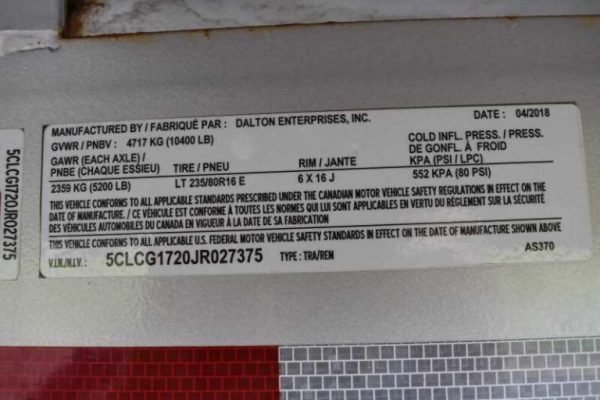 MANUFACTURED BY / FABRIQUÉ PAR : DALTON ENTERPRISES, INC. DATE : 04/2018
GVWR / PNBV : 4717 KG (10400 LB)
GAWR (EACH AXLE) /
PNBE (CHAQUE ESSIEU)
2359 KG (5200 LB)
TIRE / PNEU
LT 235/80R16 E
RIM / JANTE
6 X 16 J
COLD INFL. PRESS. / PRESS.
DE GONFL. À FROID
KPA (PSI / LPC)
552 KPA (80 PSI)
THIS VEHICLE CONFORMS TO ALL APPLICABLE STANDARDS PRESCRIBED UNDER THE CANADIAN MOTOR VEHICLE SAFETY REGULATIONS IN EFFECT ON THE
DATE OF MANUFACTURE. / CE VÉHICULE EST CONFORME À TOUTES LES NORMES QUI LUI SONT APPLICABLES EN VERTU DU RÈGLEMENT SUR LA SÉCURITÉ
DES VÉHICULES AUTOMOBILES DU CANADA EN VIGUEUR À LA DATE DE SA FABRICATION
THIS VEHICLE CONFORMS TO ALL APPLICABLE U.S. FEDERAL MOTOR VEHICLE SAFETY STANDARDS IN EFFECT ON THE DATE OF MANUFACTURE SHOWN ABOVE
V.I.N./N.I.V. : 5CLCG1720JR027375 TYPE : TRA/REM AS370
5CLCG1720JR027375